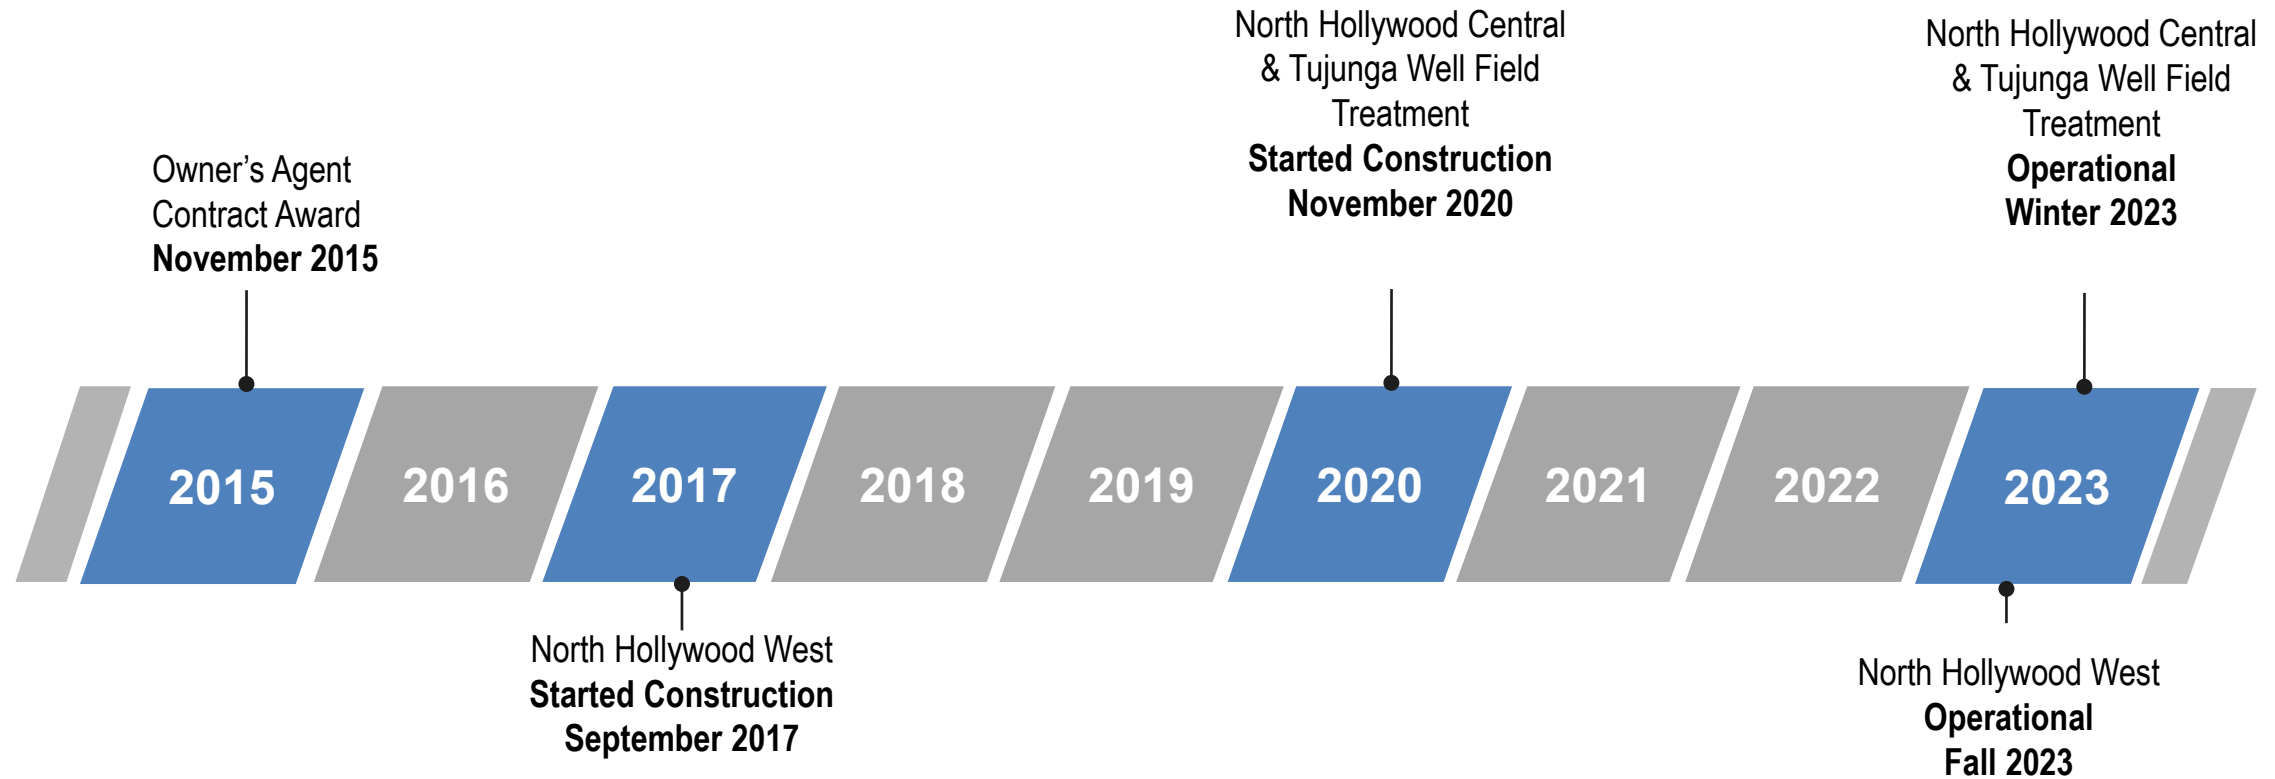 North Hollywood Central
& Tujunga Well Field
Treatment
Started Construction
November 2020
North Hollywood Central
& Tujunga Well Field
Treatment
Operational
Winter 2023
Owner’s Agent
Contract Award
November 2015
2015
2016
2017
2018
2019
2020
2021
2022
2023
North Hollywood West
Started Construction
September 2017
North Hollywood West
Operational
Fall 2023